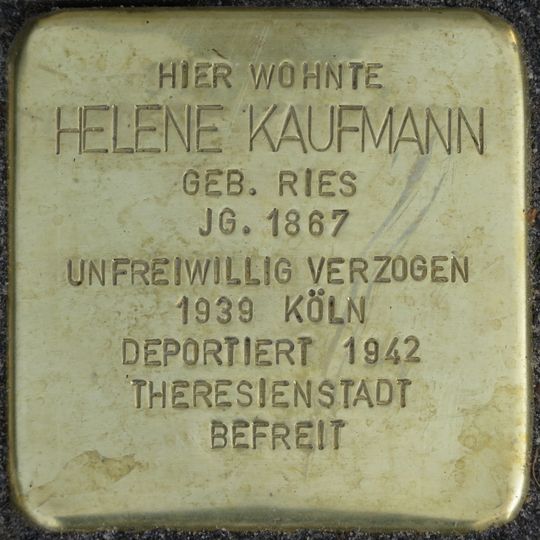 HIER WOHNTE
HELENE KAUFMANN
GEB. RIES
JG. 1867
UNFREIWILLIG VERZOGEN
1939 KÖLN
DEPORTIERT 1942
THERESIENSTADT
BEFREIT